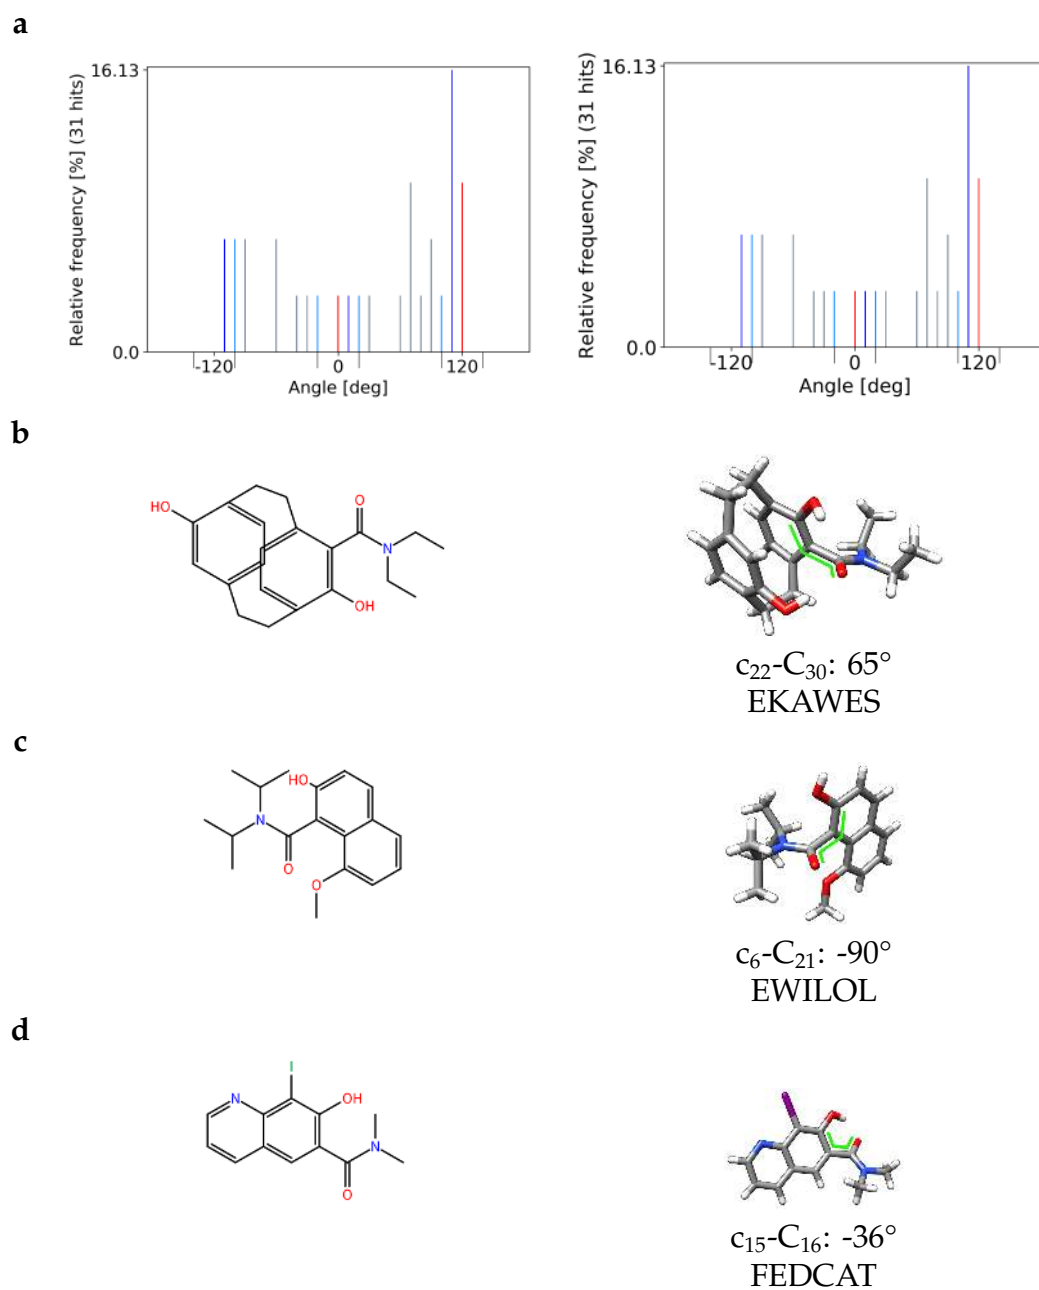 a
16.13
0.0
Relative frequency [%] (31 hits)
-120
0
120
Angle [deg]
16.13
0.0
Relative frequency [%] (31 hits)
-120
0
120
Angle [deg]
b
HO
O
N
OH
c₂₂-C₃₀: 65°
EKAWES
c
HO
N
O
O
c₆-C₂₁: -90°
EWILOL
d
I
N
OH
N
O
c₁₅-C₁₆: -36°
FEDCAT